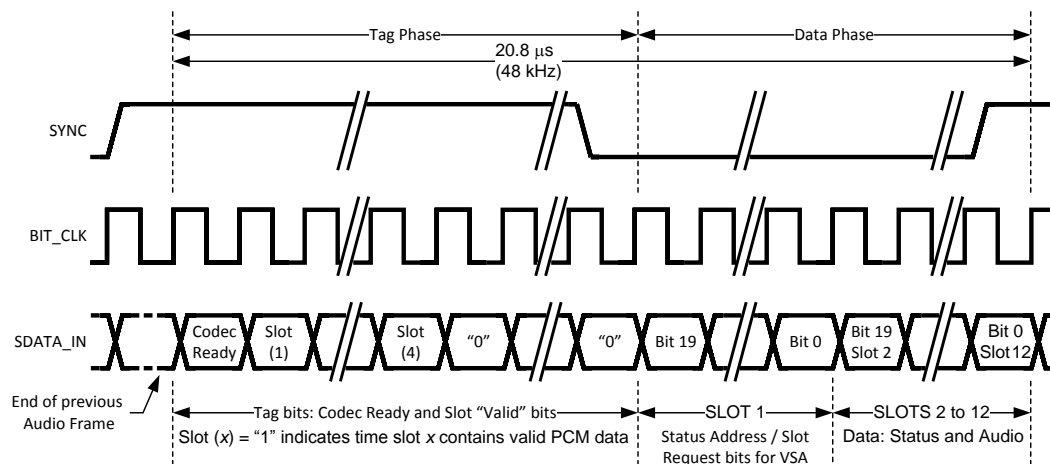 Tag Phase
Data Phase
20.8 μs
(48 kHz)
SYNC
BIT_CLK
SDATA_IN
Codec
Ready
Slot
(1)
Slot
(4)
“0”
“0”
Bit 19
Bit 0
Bit 19
Slot 2
Bit 0
Slot12
End of previous
Audio Frame
Tag bits: Codec Ready and Slot “Valid” bits
Slot (x) = “1” indicates time slot x contains valid PCM data
SLOT 1
Status Address / Slot
Request bits for VSA
SLOTS 2 to 12
Data: Status and Audio